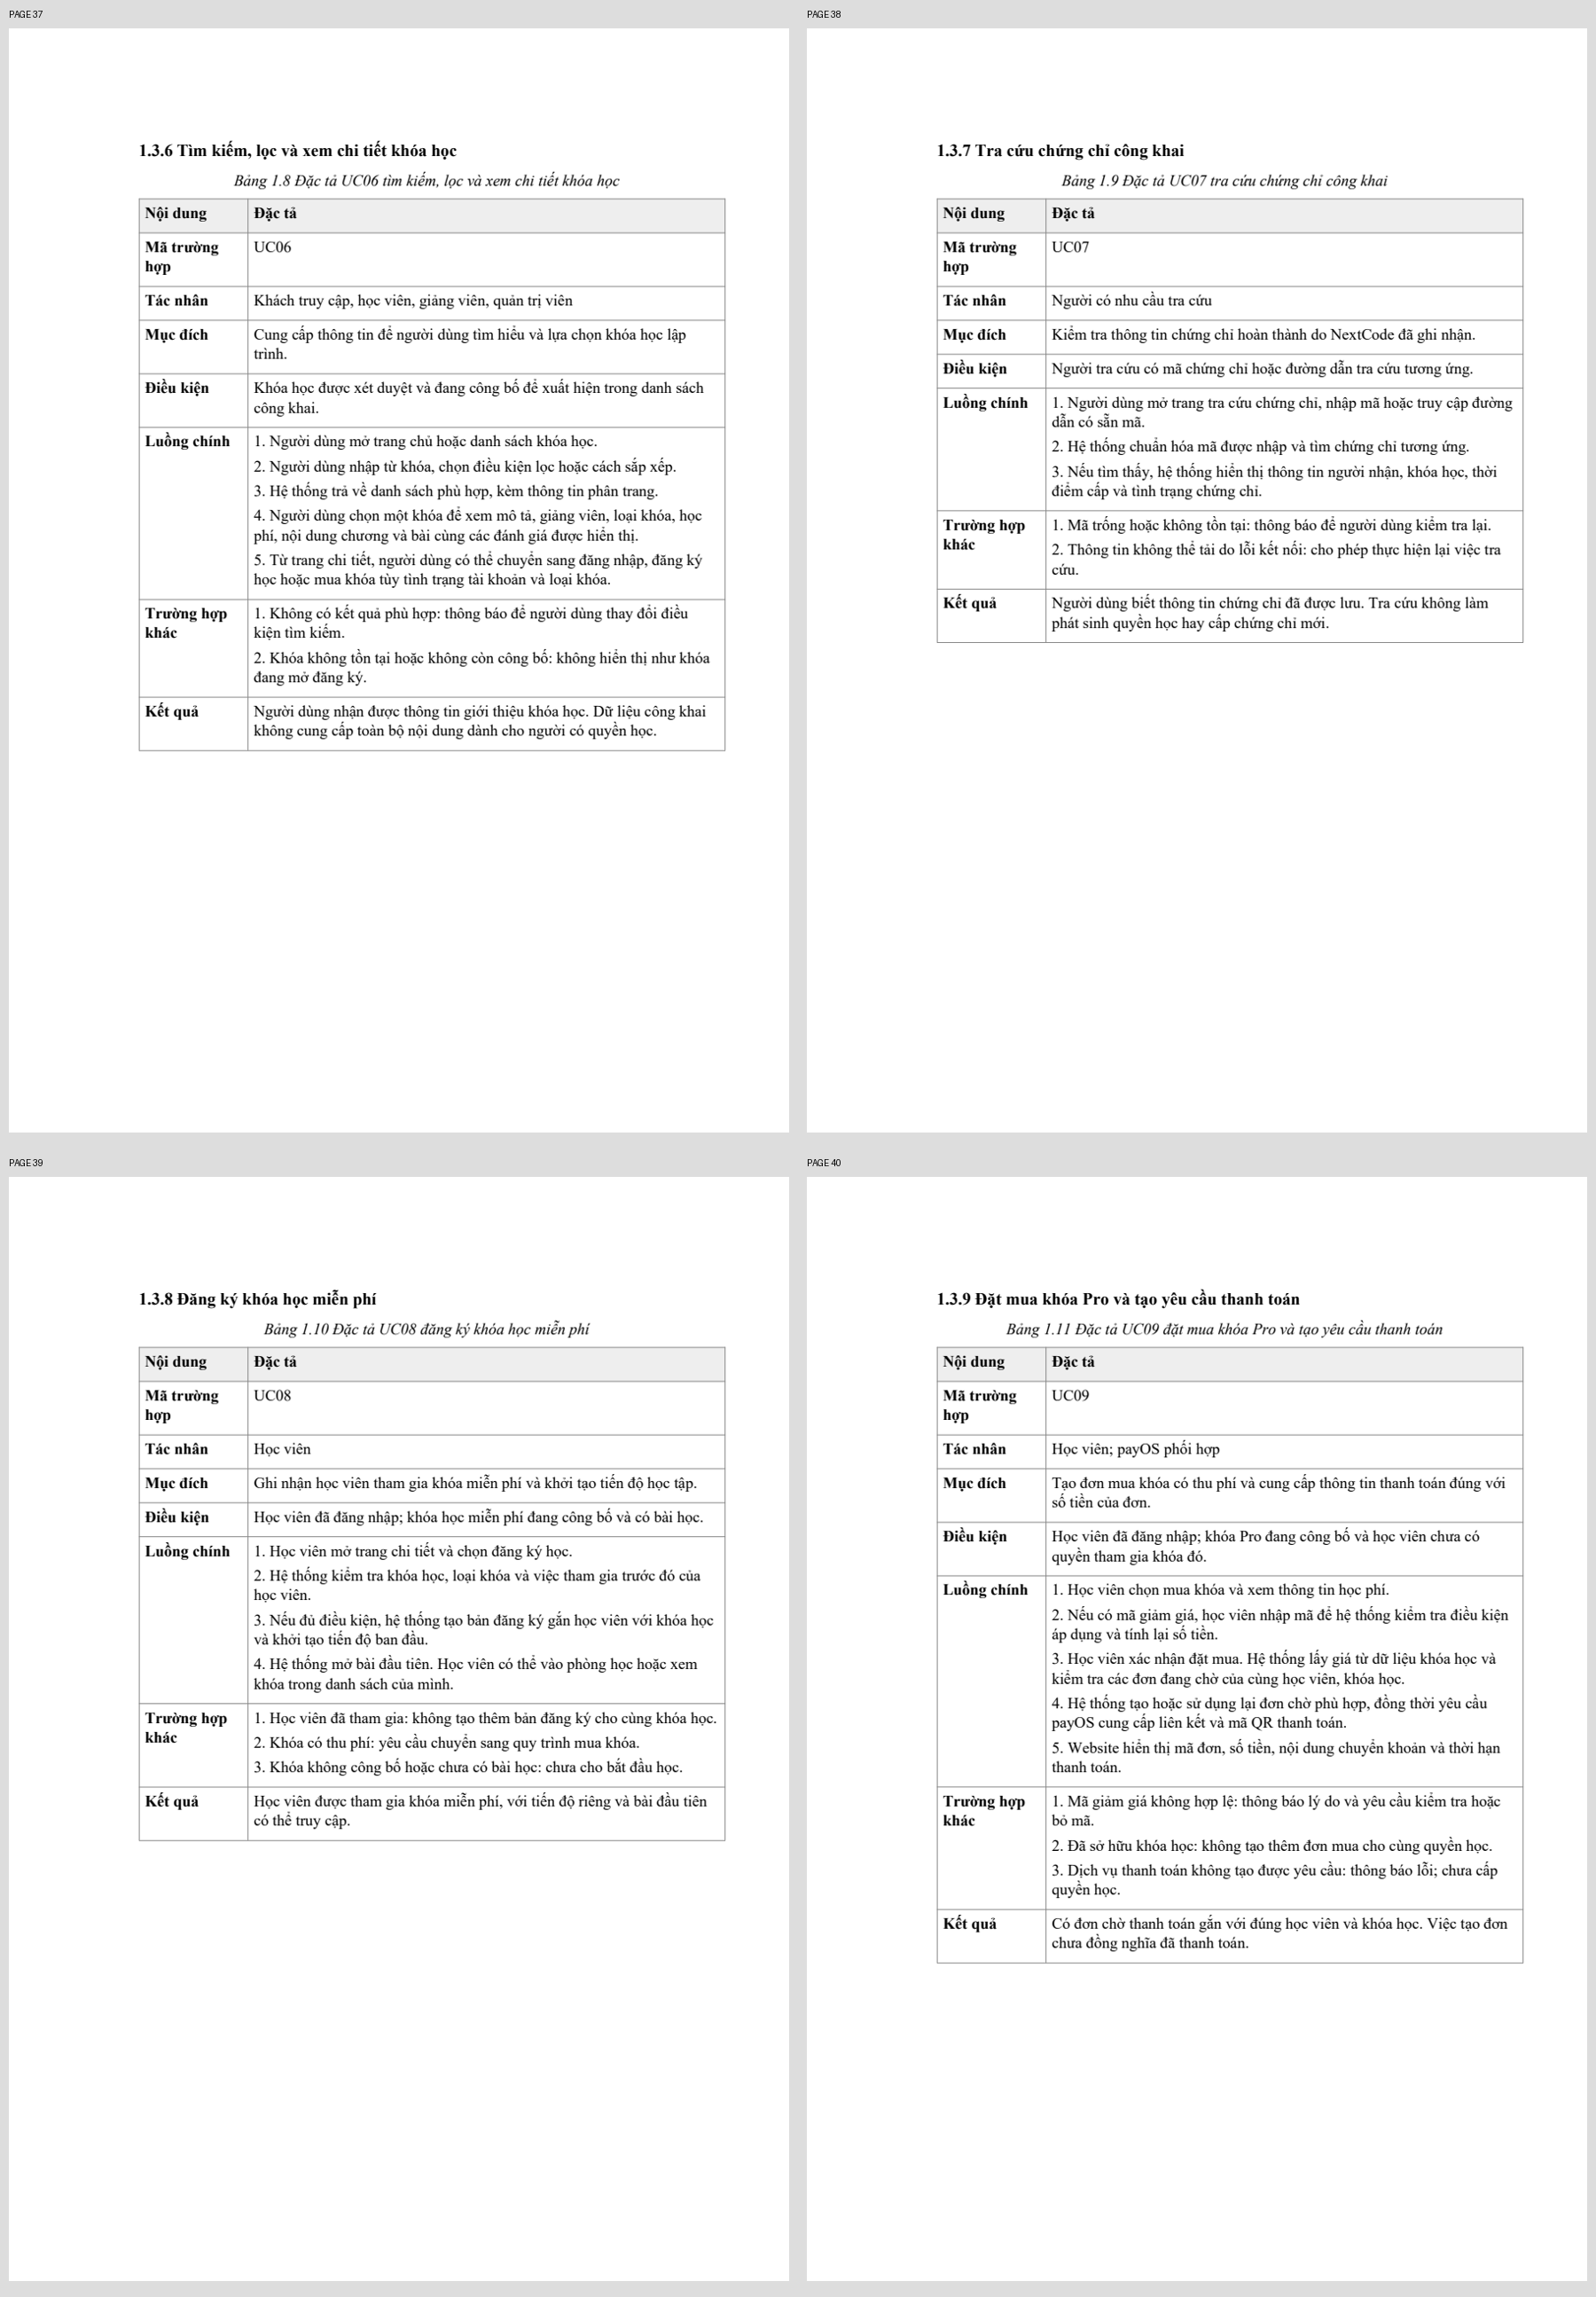 PAGE 37
1.3.6 Tìm kiếm, lọc và xem chi tiết khóa học
Bảng 1.8 Đặc tả UC06 tìm kiếm, lọc và xem chi tiết khóa học
Nội dung Đặc tả
Mã trường UC06
hợp
Tác nhân Khách truy cập, học viên, giảng viên, quản trị viên
Mục đích Cung cấp thông tin để người dùng tìm hiểu và lựa chọn khóa học lập
trình.
Điều kiện Khóa học được xét duyệt và đang công bố để xuất hiện trong danh sách
công khai.
Luồng chính 1. Người dùng mở trang chủ hoặc danh sách khóa học.
2. Người dùng nhập từ khóa, chọn điều kiện lọc hoặc cách sắp xếp.
3. Hệ thống trả về danh sách phù hợp, kèm thông tin phân trang.
4. Người dùng chọn một khóa để xem mô tả, giảng viên, loại khóa, học
phí, nội dung chương và bài cùng các đánh giá được hiển thị.
5. Từ trang chi tiết, người dùng có thể chuyển sang đăng nhập, đăng ký
học hoặc mua khóa tùy tình trạng tài khoản và loại khóa.
Trường hợp 1. Không có kết quả phù hợp: thông báo để người dùng thay đổi điều
khác kiện tìm kiếm.
2. Khóa không tồn tại hoặc không còn công bố: không hiển thị như khóa
đang mở đăng ký.
Kết quả Người dùng nhận được thông tin giới thiệu khóa học. Dữ liệu công khai
không cung cấp toàn bộ nội dung dành cho người có quyền học.
PAGE 38
1.3.7 Tra cứu chứng chỉ công khai
Bảng 1.9 Đặc tả UC07 tra cứu chứng chỉ công khai
Nội dung Đặc tả
Mã trường UC07
hợp
Tác nhân Người có nhu cầu tra cứu
Mục đích Kiểm tra thông tin chứng chỉ hoàn thành do NextCode đã ghi nhận.
Điều kiện Người tra cứu có mã chứng chỉ hoặc đường dẫn tra cứu tương ứng.
Luồng chính 1. Người dùng mở trang tra cứu chứng chỉ, nhập mã hoặc truy cập đường
dẫn có sẵn mã.
2. Hệ thống chuẩn hóa mã được nhập và tìm chứng chỉ tương ứng.
3. Nếu tìm thấy, hệ thống hiển thị thông tin người nhận, khóa học, thời
điểm cấp và tình trạng chứng chỉ.
Trường hợp 1. Mã trống hoặc không tồn tại: thông báo để người dùng kiểm tra lại.
khác 2. Thông tin không thể tải do lỗi kết nối: cho phép thực hiện lại việc tra
cứu.
Kết quả Người dùng biết thông tin chứng chỉ đã được lưu. Tra cứu không làm
phát sinh quyền học hay cấp chứng chỉ mới.
PAGE 39
1.3.8 Đăng ký khóa học miễn phí
Bảng 1.10 Đặc tả UC08 đăng ký khóa học miễn phí
Nội dung Đặc tả
Mã trường UC08
hợp
Tác nhân Học viên
Mục đích Ghi nhận học viên tham gia khóa miễn phí và khởi tạo tiến độ học tập.
Điều kiện Học viên đã đăng nhập; khóa học miễn phí đang công bố và có bài học.
Luồng chính 1. Học viên mở trang chi tiết và chọn đăng ký học.
2. Hệ thống kiểm tra khóa học, loại khóa và việc tham gia trước đó của
học viên.
3. Nếu đủ điều kiện, hệ thống tạo bản đăng ký gắn học viên với khóa học
và khởi tạo tiến độ ban đầu.
4. Hệ thống mở bài đầu tiên. Học viên có thể vào phòng học hoặc xem
khóa trong danh sách của mình.
Trường hợp 1. Học viên đã tham gia: không tạo thêm bản đăng ký cho cùng khóa học.
khác 2. Khóa có thu phí: yêu cầu chuyển sang quy trình mua khóa.
3. Khóa không công bố hoặc chưa có bài học: chưa cho bắt đầu học.
Kết quả Học viên được tham gia khóa miễn phí, với tiến độ riêng và bài đầu tiên
có thể truy cập.
PAGE 40
1.3.9 Đặt mua khóa Pro và tạo yêu cầu thanh toán
Bảng 1.11 Đặc tả UC09 đặt mua khóa Pro và tạo yêu cầu thanh toán
Nội dung Đặc tả
Mã trường UC09
hợp
Tác nhân Học viên; payOS phối hợp
Mục đích Tạo đơn mua khóa có thu phí và cung cấp thông tin thanh toán đúng với
số tiền của đơn.
Điều kiện Học viên đã đăng nhập; khóa Pro đang công bố và học viên chưa có
quyền tham gia khóa đó.
Luồng chính 1. Học viên chọn mua khóa và xem thông tin học phí.
2. Nếu có mã giảm giá, học viên nhập mã để hệ thống kiểm tra điều kiện
áp dụng và tính lại số tiền.
3. Học viên xác nhận đặt mua. Hệ thống lấy giá từ dữ liệu khóa học và
kiểm tra các đơn đang chờ của cùng học viên, khóa học.
4. Hệ thống tạo hoặc sử dụng lại đơn chờ phù hợp, đồng thời yêu cầu
payOS cung cấp liên kết và mã QR thanh toán.
5. Website hiển thị mã đơn, số tiền, nội dung chuyển khoản và thời hạn
thanh toán.
Trường hợp 1. Mã giảm giá không hợp lệ: thông báo lý do và yêu cầu kiểm tra hoặc
khác bỏ mã.
2. Đã sở hữu khóa học: không tạo thêm đơn mua cho cùng quyền học.
3. Dịch vụ thanh toán không tạo được yêu cầu: thông báo lỗi; chưa cấp
quyền học.
Kết quả Có đơn chờ thanh toán gắn với đúng học viên và khóa học. Việc tạo đơn
chưa đồng nghĩa đã thanh toán.